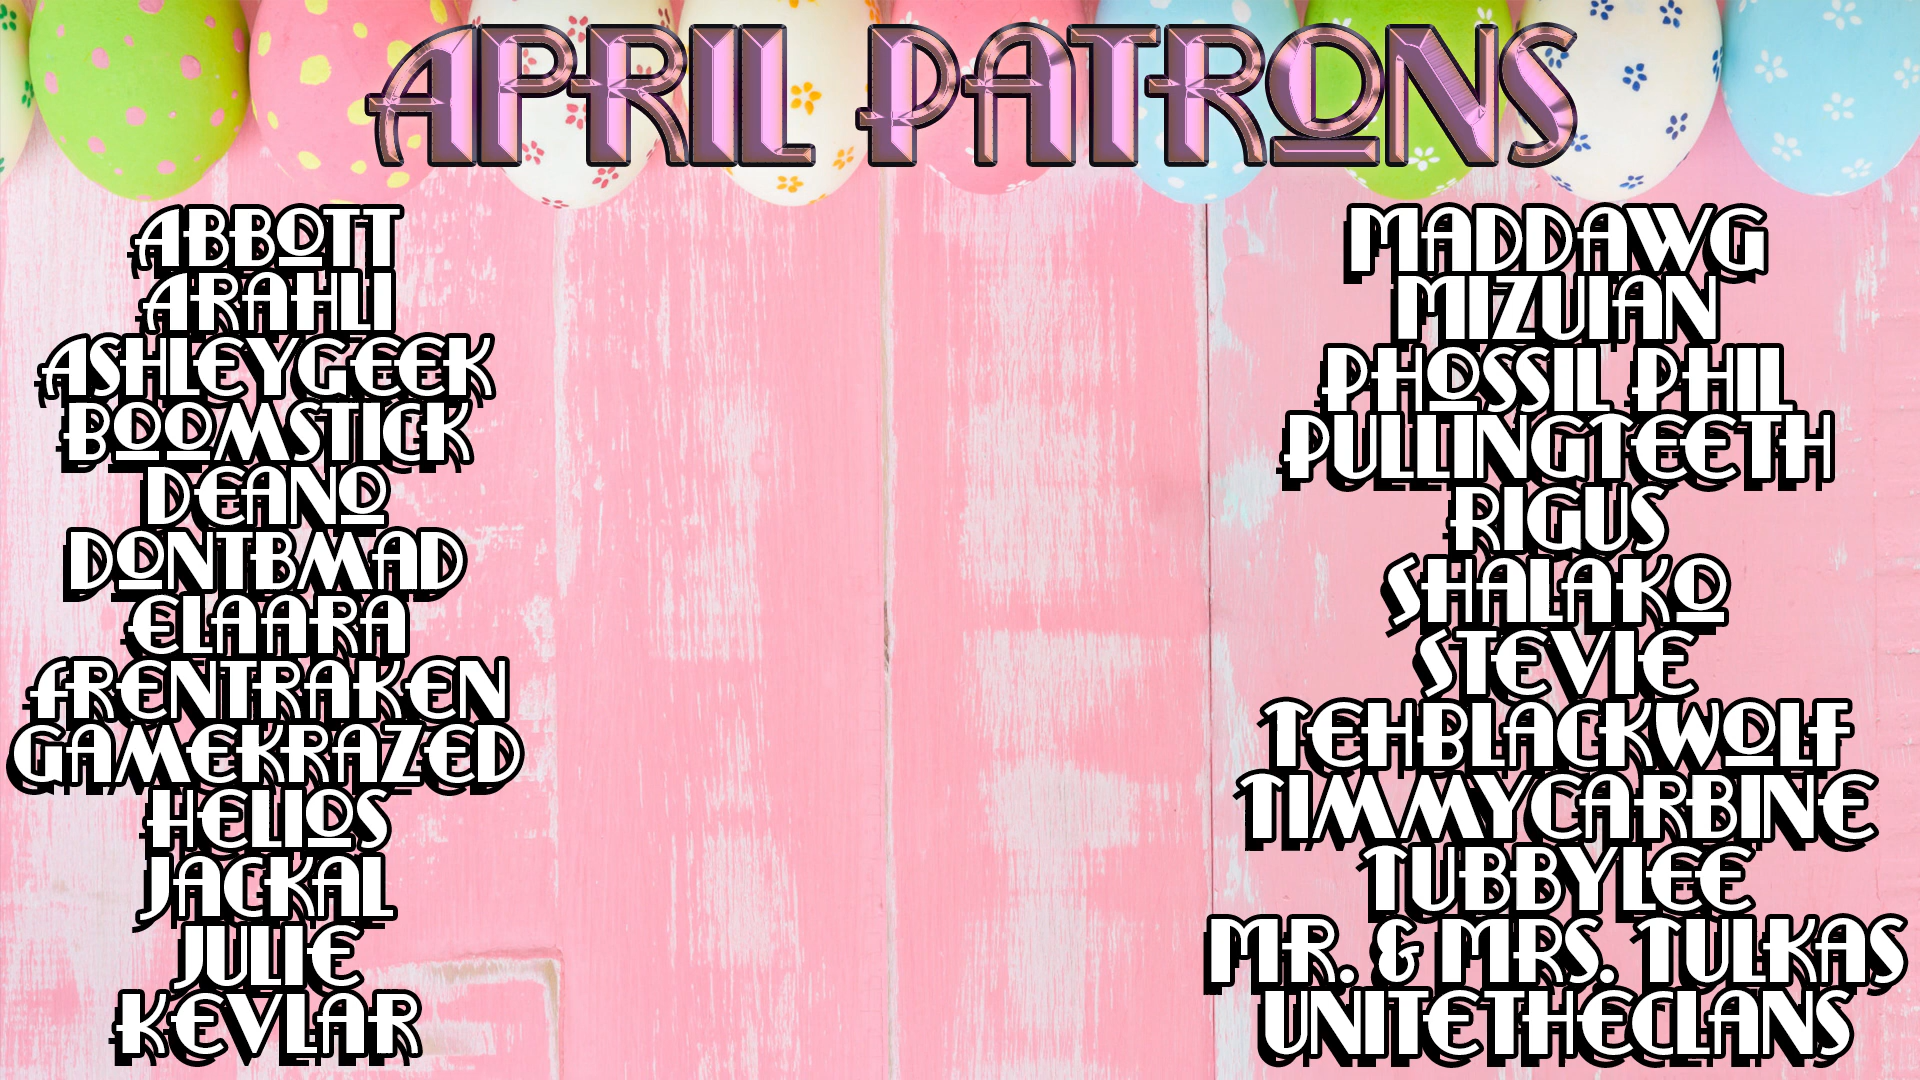 APRIL PATRONS
ABBOTT
ARAHLI
ASHLEYGEEK
BOOMSTICK
DEANO
DONTBMAD
ELAARA
FRENTRAKEN
GAMEKRAZED
HELIOS
JACKAL
JULIE
KEVLAR
MADDAWG
MIZUIAN
PHOSSIL PHIL
PULLINGTEETH
RIGUS
SHALAKO
STEVIE
TEHBLACKWOLF
TIMMYCARBINE
TUBBYLEE
MR. & MRS. TULKAS
UNITETHECLANS